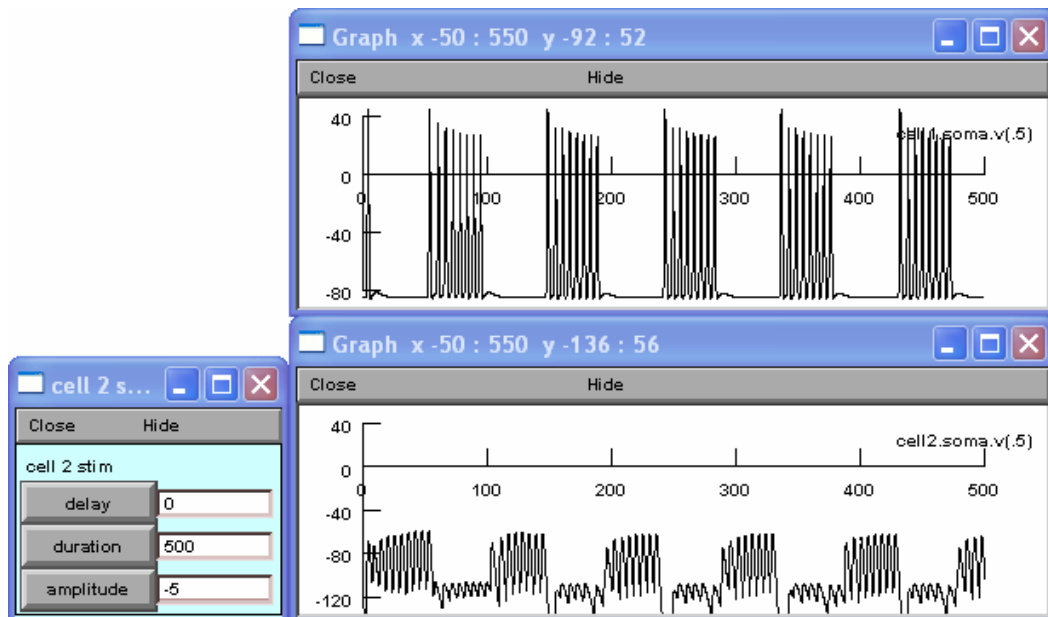 Graph x -50 : 550 y -92 : 52
Close Hide
40
cell1.soma.v(.5)
0
0 100 200 300 400 500
-40
-80
Graph x -50 : 550 y -136 : 56
Close Hide
40
cell2.soma.v(.5)
0
0 100 200 300 400 500
-40
-80
-120
cell 2 s...
Close Hide
cell 2 stim
delay 0
duration 500
amplitude -5